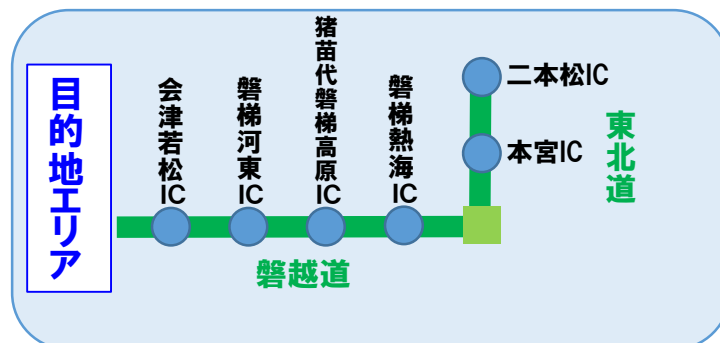 目的地エリア
会津若松IC
磐梯河東IC
猪苗代磐梯高原IC
磐梯熱海IC
二本松IC
本宮IC
東北道
磐越道